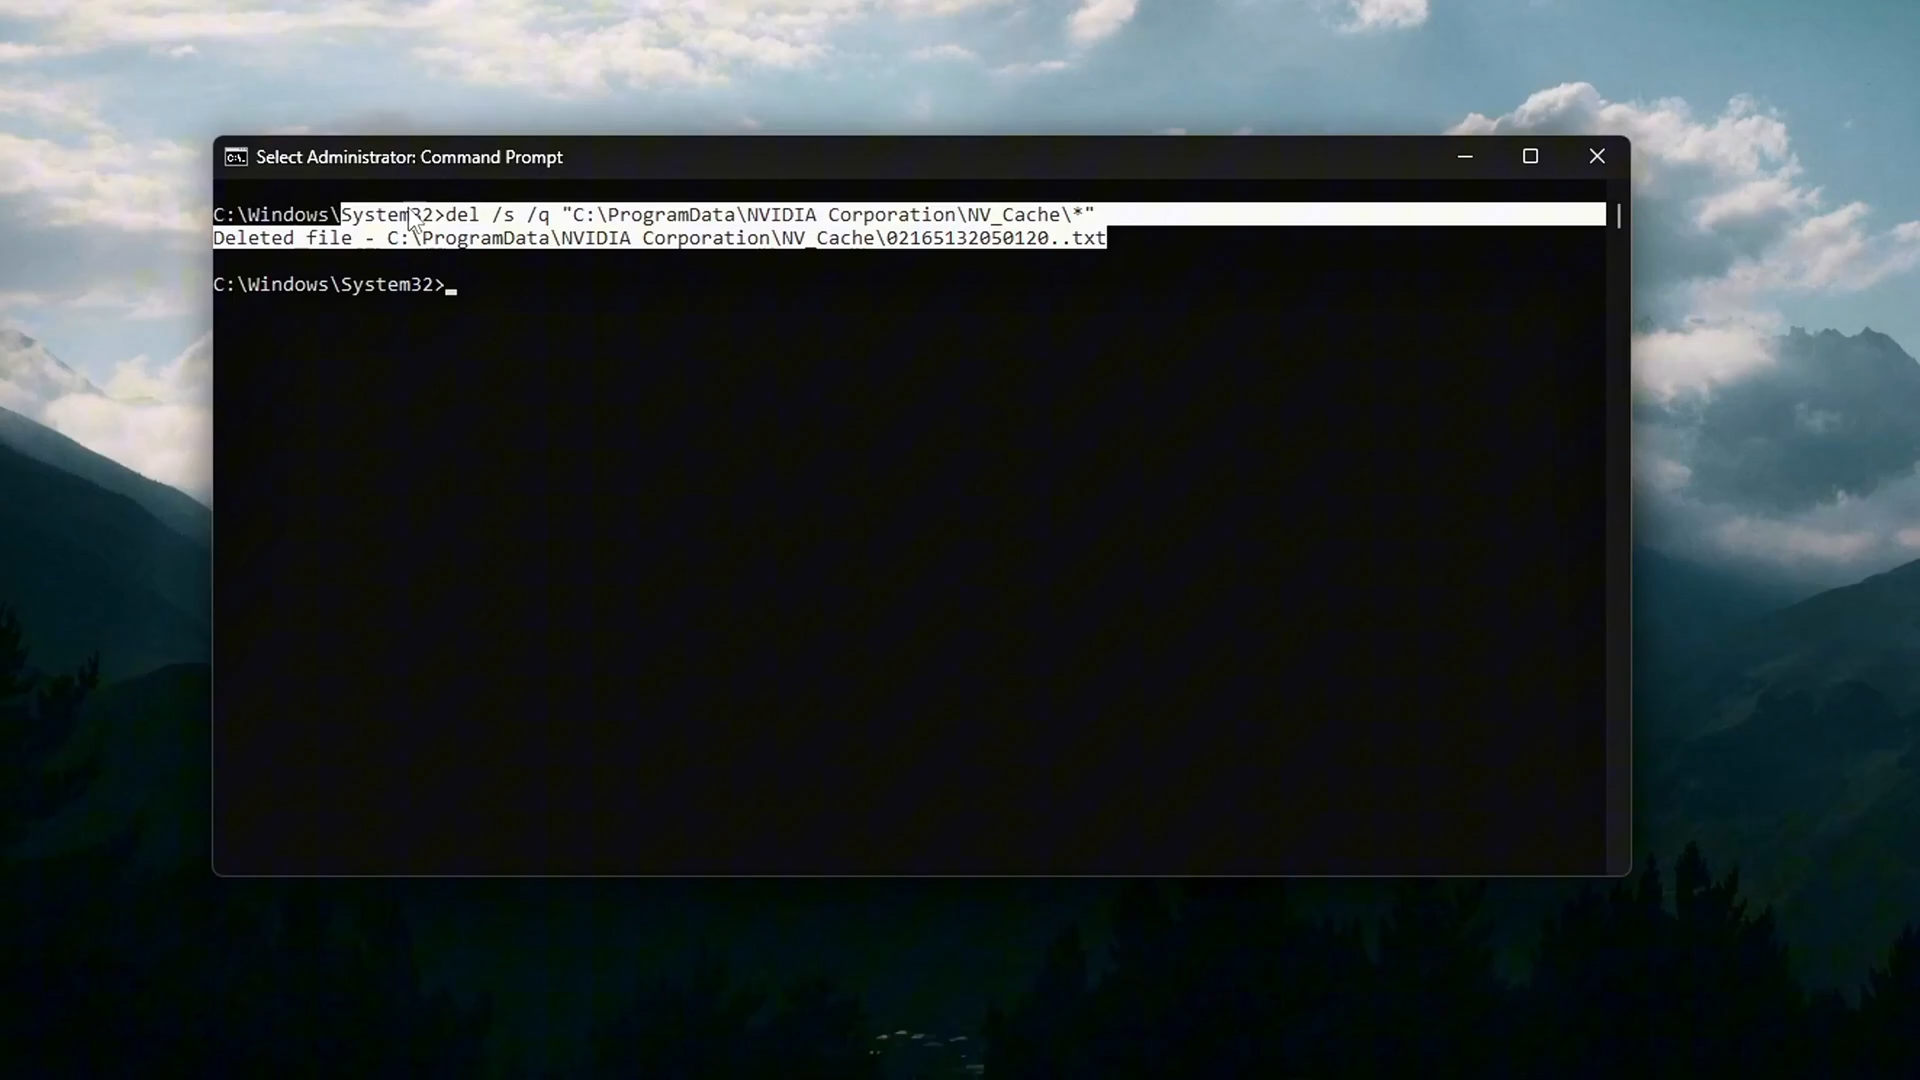 Select Administrator: Command Prompt
C:\Windows\System32>del /s /q "C:\ProgramData\NVIDIA Corporation\NV_Cache\*"
Deleted file - C:\ProgramData\NVIDIA Corporation\NV_Cache\02165132050120..txt
C:\Windows\System32>